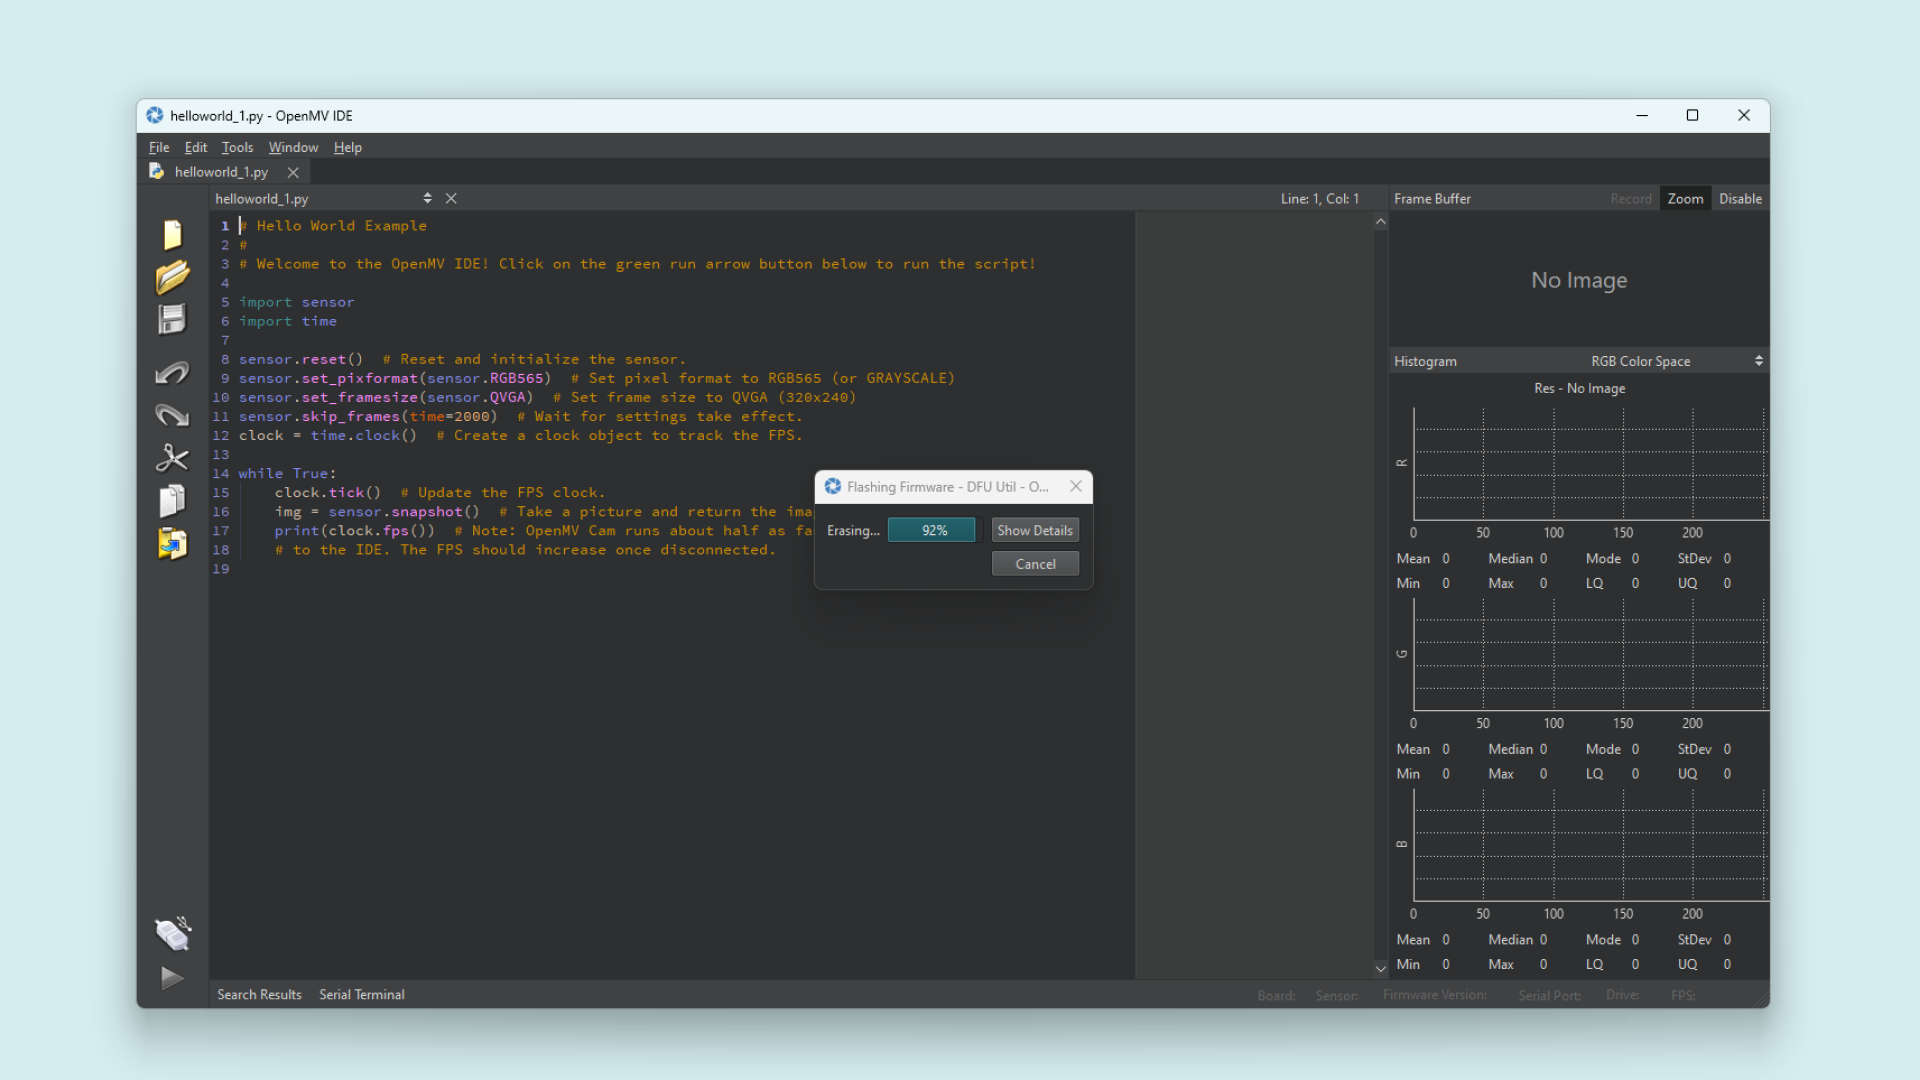 helloworld_1.py - OpenMV IDE
File Edit Tools Window Help
helloworld_1.py
helloworld_1.py Line: 1, Col: 1 Frame Buffer Record Zoom Disable
1 # Hello World Example
2 #
3 # Welcome to the OpenMV IDE! Click on the green run arrow button below to run the script!
4
5 import sensor
6 import time
7
8 sensor.reset()  # Reset and initialize the sensor.
9 sensor.set_pixformat(sensor.RGB565)  # Set pixel format to RGB565 (or GRAYSCALE)
10 sensor.set_framesize(sensor.QVGA)  # Set frame size to QVGA (320x240)
11 sensor.skip_frames(time=2000)  # Wait for settings take effect.
12 clock = time.clock()  # Create a clock object to track the FPS.
13
14 while True:
15     clock.tick()  # Update the FPS clock.
16     img = sensor.snapshot()  # Take a picture and return the ima
17     print(clock.fps())  # Note: OpenMV Cam runs about half as fa
18     # to the IDE. The FPS should increase once disconnected.
19
Flashing Firmware - DFU Util - O...
Erasing... 92% Show Details
Cancel
No Image
Histogram RGB Color Space
Res - No Image
R
0 50 100 150 200
Mean 0 Median 0 Mode 0 StDev 0
Min 0 Max 0 LQ 0 UQ 0
G
0 50 100 150 200
Mean 0 Median 0 Mode 0 StDev 0
Min 0 Max 0 LQ 0 UQ 0
B
0 50 100 150 200
Mean 0 Median 0 Mode 0 StDev 0
Min 0 Max 0 LQ 0 UQ 0
Search Results Serial Terminal Board: Sensor: Firmware Version: Serial Port: Drive: FPS: